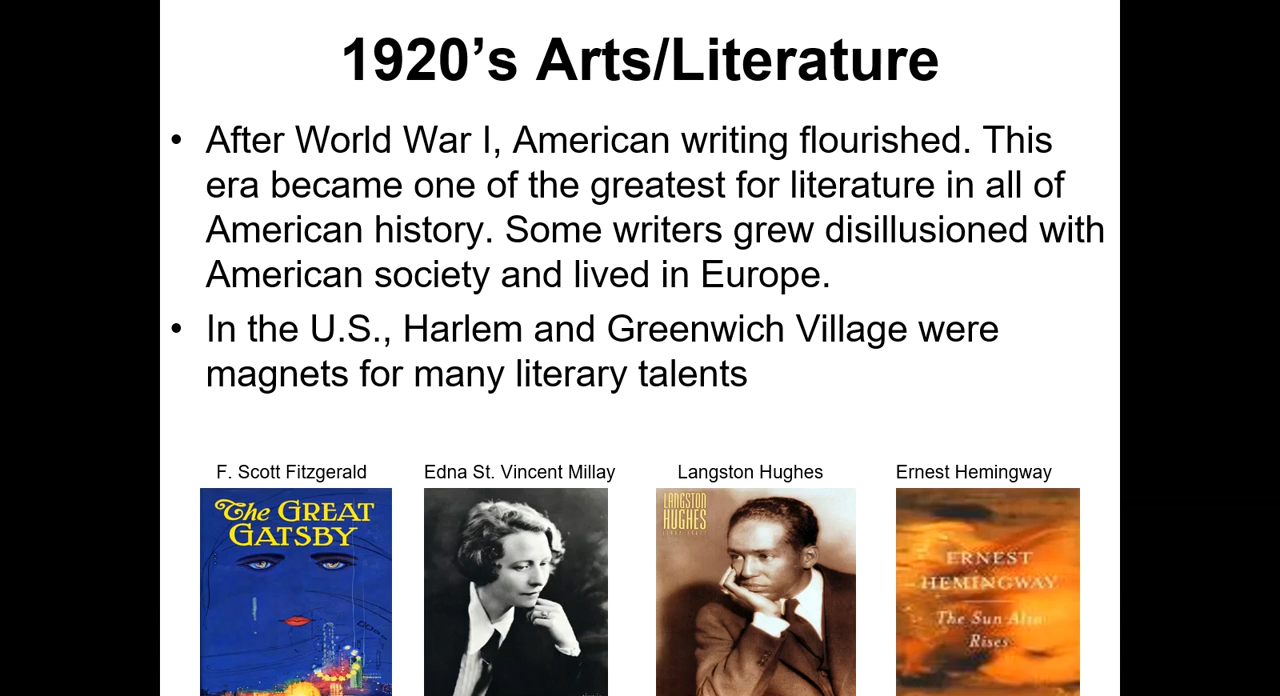 1920’s Arts/Literature
• After World War I, American writing flourished. This
era became one of the greatest for literature in all of
American history. Some writers grew disillusioned with
American society and lived in Europe.
• In the U.S., Harlem and Greenwich Village were
magnets for many literary talents
F. Scott Fitzgerald
Edna St. Vincent Millay
Langston Hughes
Ernest Hemingway
The GREAT
GATSBY
LANGSTON
HUGHES
ERNEST
HEMINGWAY
The Sun Also
Rises